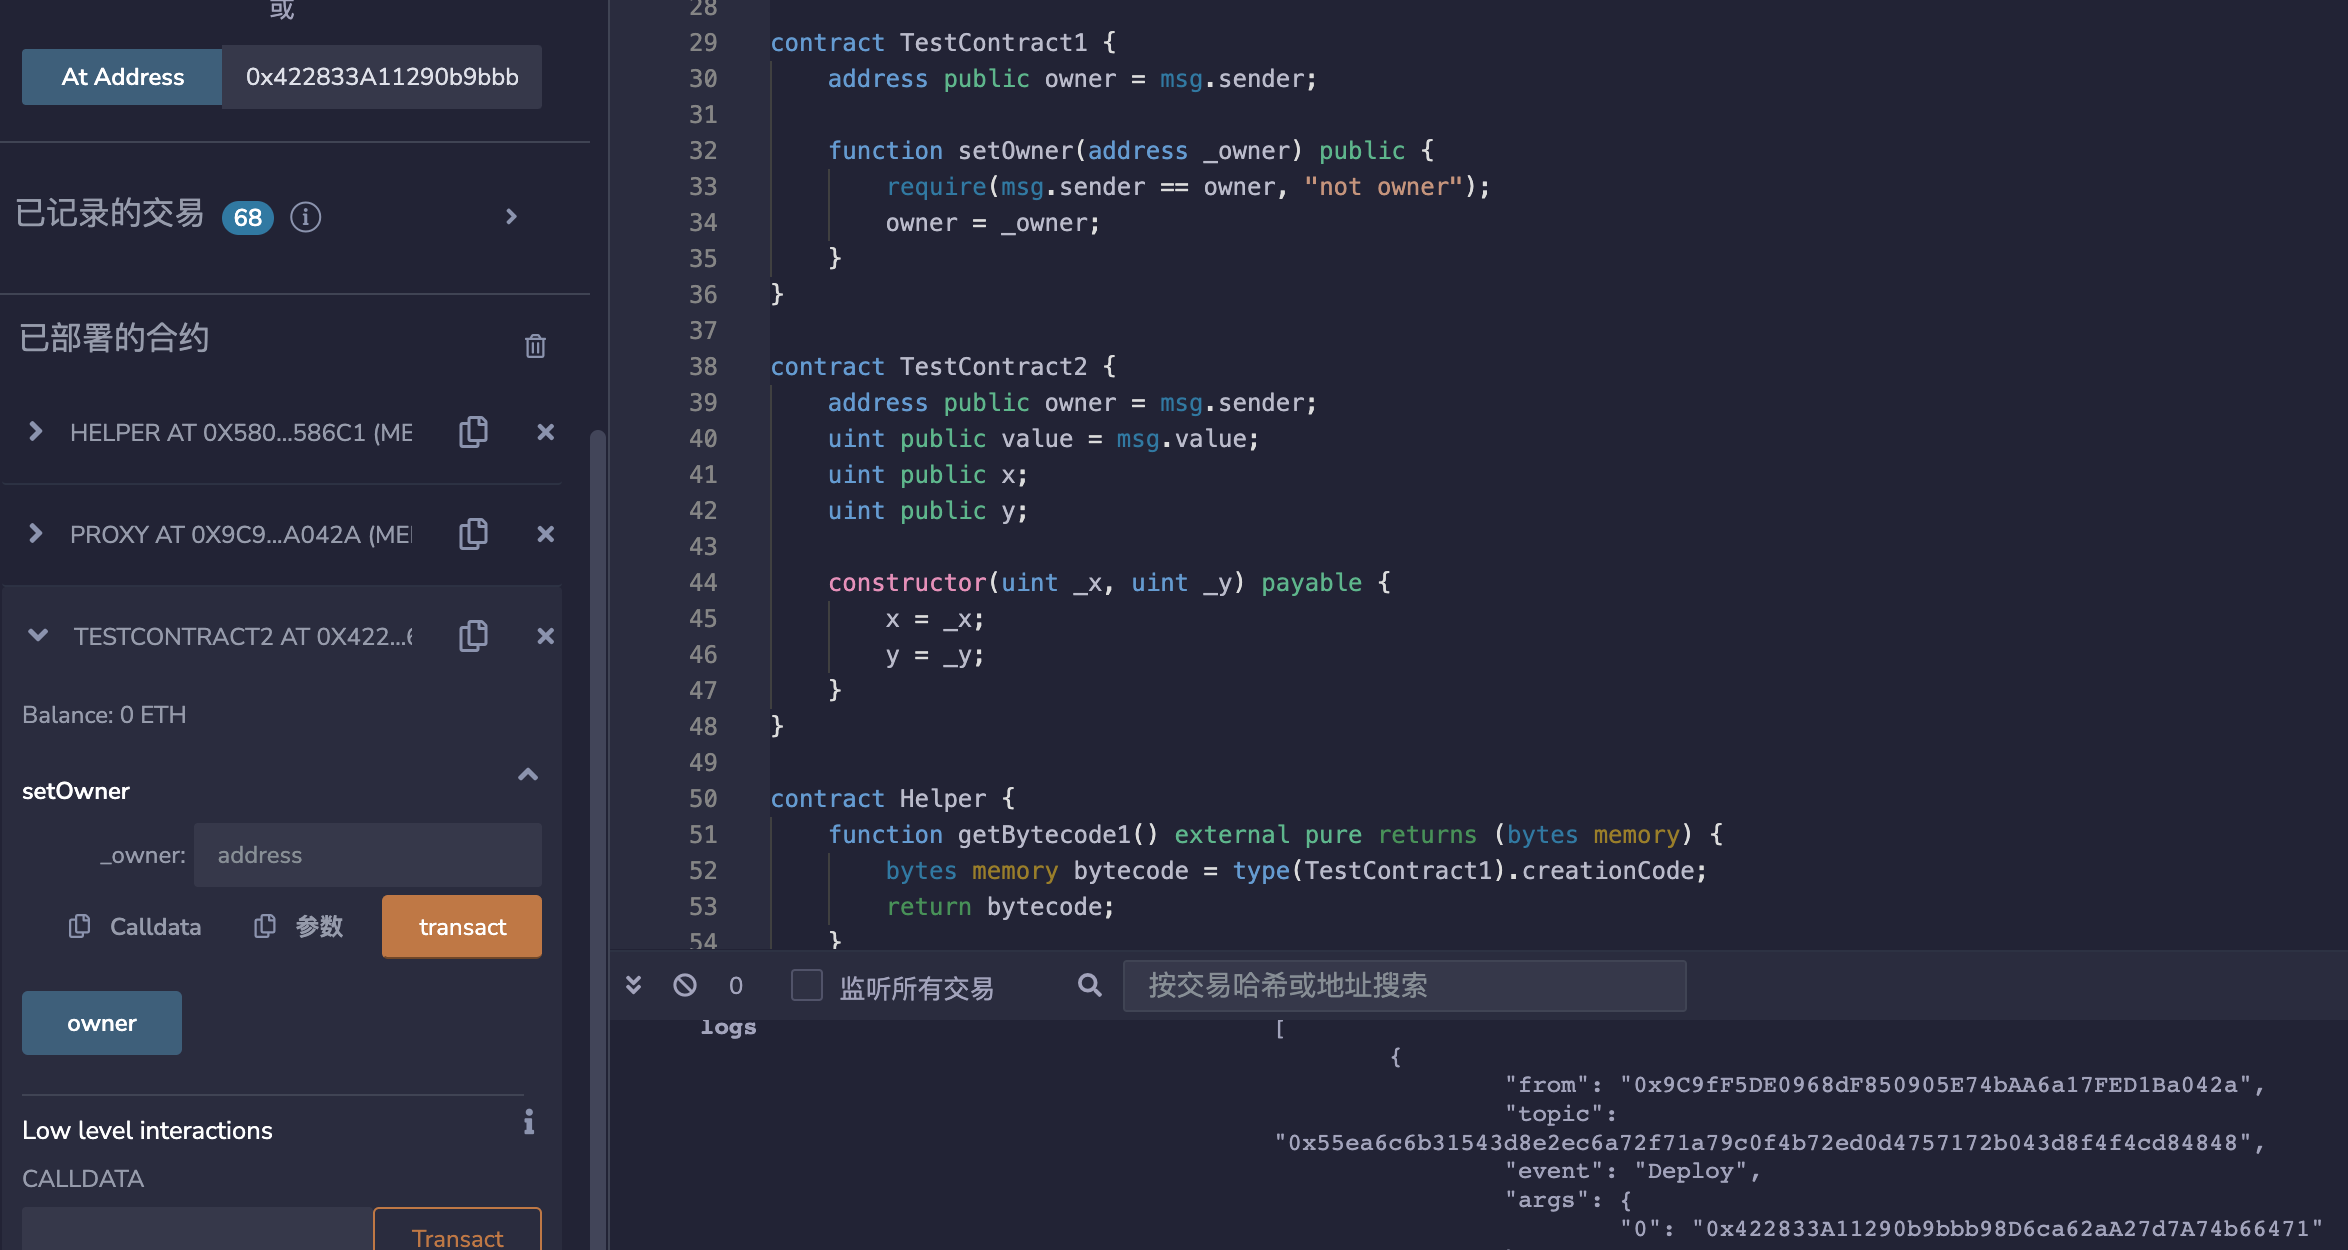 或
At Address 0x422833A11290b9bbb
已记录的交易 68
已部署的合约
HELPER AT 0X580...586C1 (ME
PROXY AT 0X9C9...A042A (ME
TESTCONTRACT2 AT 0X422...6
Balance: 0 ETH
setOwner
_owner: address
Calldata 参数 transact
owner
Low level interactions
CALLDATA
Transact
28
29 contract TestContract1 {
30 address public owner = msg.sender;
31
32 function setOwner(address _owner) public {
33 require(msg.sender == owner, "not owner");
34 owner = _owner;
35 }
36 }
37
38 contract TestContract2 {
39 address public owner = msg.sender;
40 uint public value = msg.value;
41 uint public x;
42 uint public y;
43
44 constructor(uint _x, uint _y) payable {
45 x = _x;
46 y = _y;
47 }
48 }
49
50 contract Helper {
51 function getBytecode1() external pure returns (bytes memory) {
52 bytes memory bytecode = type(TestContract1).creationCode;
53 return bytecode;
54 }
0 监听所有交易 按交易哈希或地址搜索
logs [
{
"from": "0x9C9fF5DE0968dF850905E74bAA6a17FED1Ba042a",
"topic":
"0x55ea6c6b31543d8e2ec6a72f71a79c0f4b72ed0d4757172b043d8f4f4cd84848",
"event": "Deploy",
"args": {
"0": "0x422833A11290b9bbb98D6ca62aA27d7A74b66471"